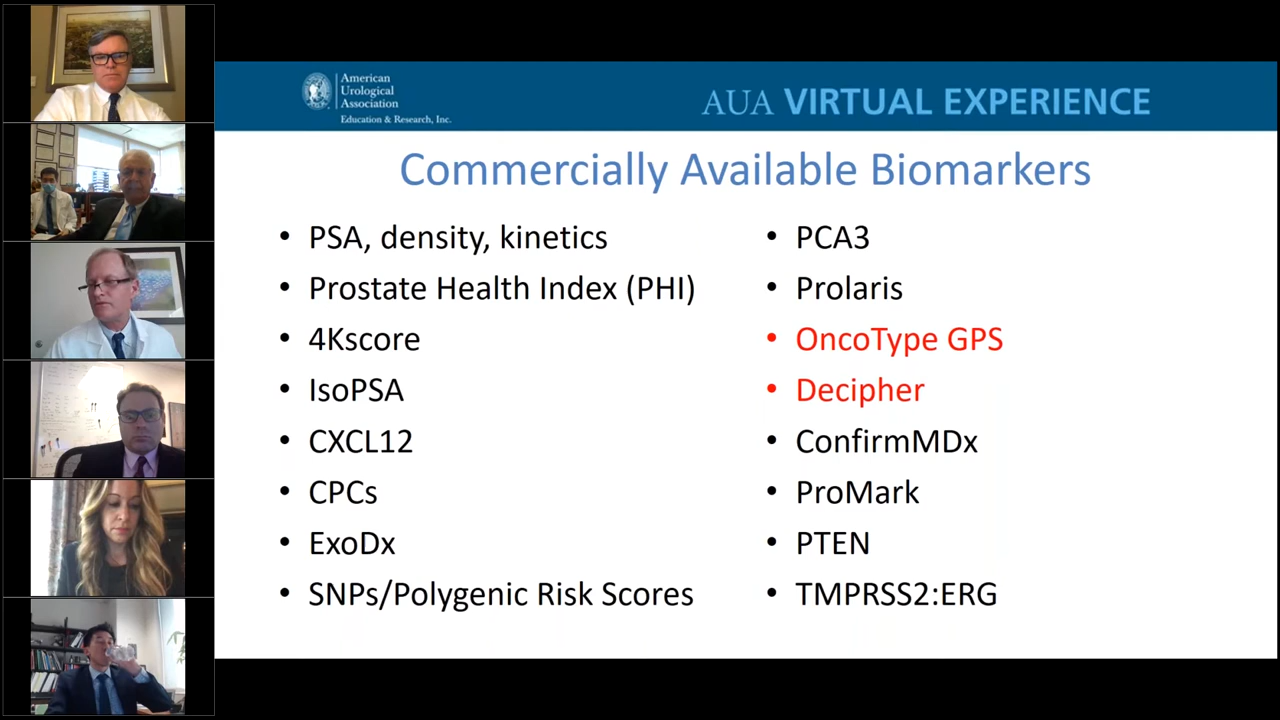 American
Urological
Association
Education & Research, Inc.
AUA VIRTUAL EXPERIENCE
Commercially Available Biomarkers
• PSA, density, kinetics
• Prostate Health Index (PHI)
• 4Kscore
• IsoPSA
• CXCL12
• CPCs
• ExoDx
• SNPs/Polygenic Risk Scores
• PCA3
• Prolaris
• OncoType GPS
• Decipher
• ConfirmMDx
• ProMark
• PTEN
• TMPRSS2:ERG